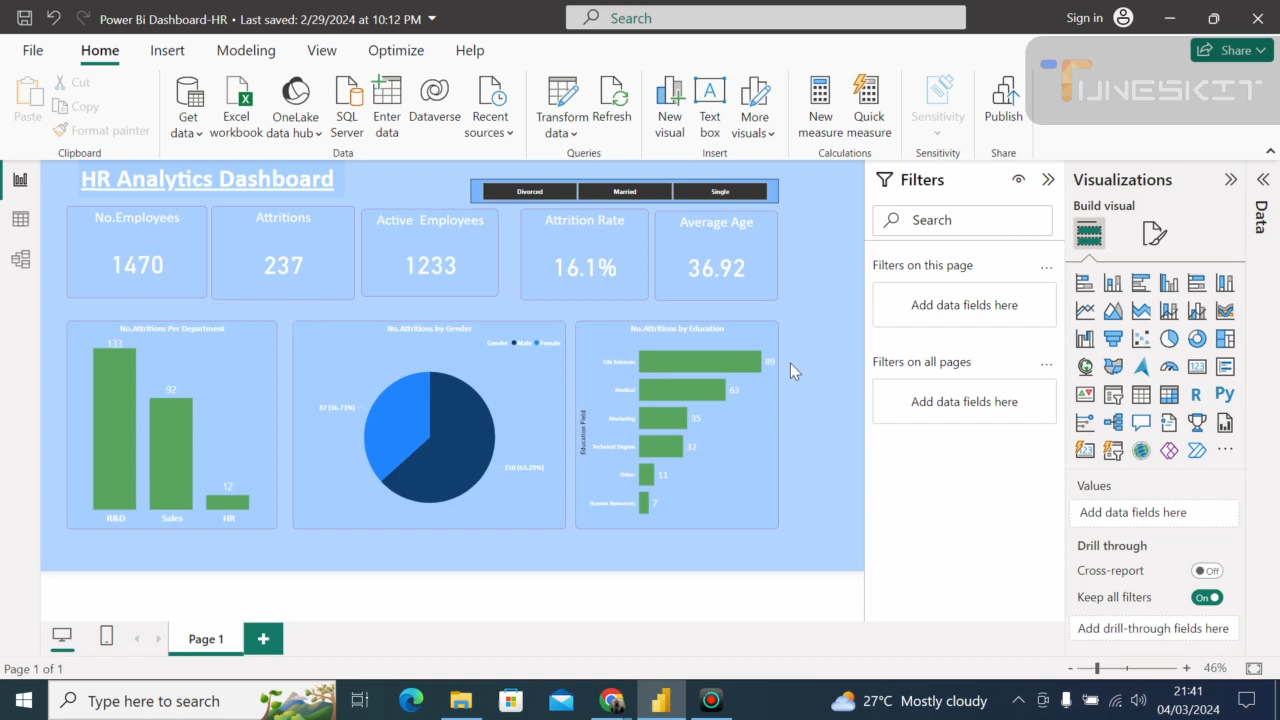 Power Bi Dashboard-HR • Last saved: 2/29/2024 at 10:12 PM
Search
Sign in
File
Home
Insert
Modeling
View
Optimize
Help
Share
TUNESKIT
Paste
Cut
Copy
Format painter
Clipboard
Get data
Excel workbook
OneLake data hub
SQL Server
Enter data
Dataverse
Recent sources
Data
Transform data
Refresh
Queries
New visual
Text box
More visuals
Insert
New measure
Quick measure
Calculations
Sensitivity
Sensitivity
Publish
Share
HR Analytics Dashboard
Divorced
Married
Single
No.Employees
1470
Attritions
237
Active Employees
1233
Attrition Rate
16.1%
Average Age
36.92
No.Attritions Per Department
133
92
12
R&D
Sales
HR
No.Attritions by Gender
Gender Male Female
87 (36.71%)
150 (63.29%)
No.Attritions by Education
Education Field
Life Sciences 89
Medical 63
Marketing 35
Technical Degree 32
Other 11
Human Resources 7
Filters
Search
Filters on this page
...
Add data fields here
Filters on all pages
...
Add data fields here
Visualizations
Build visual
123
R
Py
123
...
Values
Add data fields here
Drill through
Cross-report
Off
Keep all filters
On
Add drill-through fields here
Data
Page 1
Page 1 of 1
- + 46%
Type here to search
27°C Mostly cloudy
21:41
04/03/2024